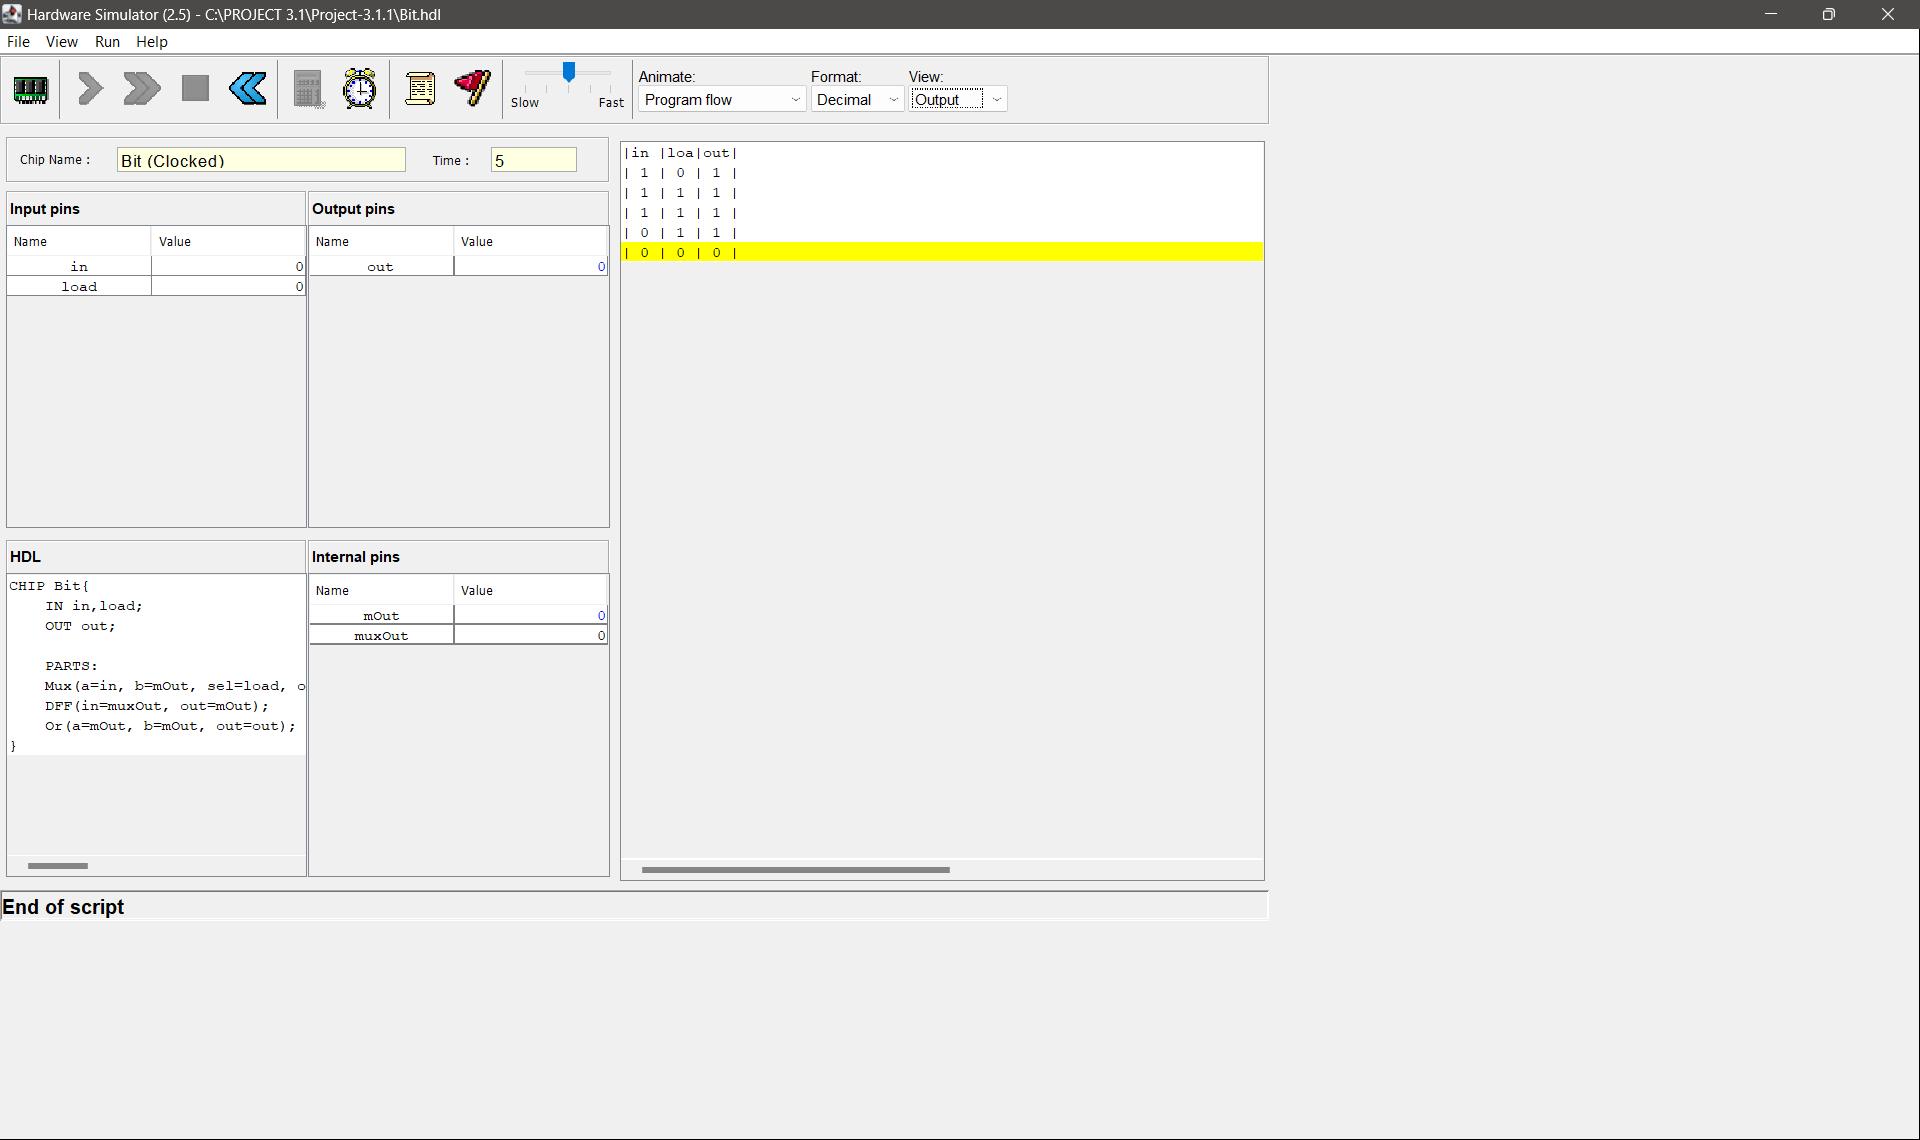 Hardware Simulator (2.5) - C:\PROJECT 3.1\Project-3.1.1\Bit.hdl
File View Run Help
Slow Fast
Animate: Format: View:
Program flow Decimal Output
Chip Name : Bit (Clocked) Time : 5
Input pins
Name Value
in 0
load 0
Output pins
Name Value
out 0
HDL
CHIP Bit{
    IN in,load;
    OUT out;
    PARTS:
    Mux(a=in, b=mOut, sel=load, o
    DFF(in=muxOut, out=mOut);
    Or(a=mOut, b=mOut, out=out);
}
Internal pins
Name Value
mOut 0
muxOut 0
|in |loa|out|
| 1 | 0 | 1 |
| 1 | 1 | 1 |
| 1 | 1 | 1 |
| 0 | 1 | 1 |
| 0 | 0 | 0 |
End of script